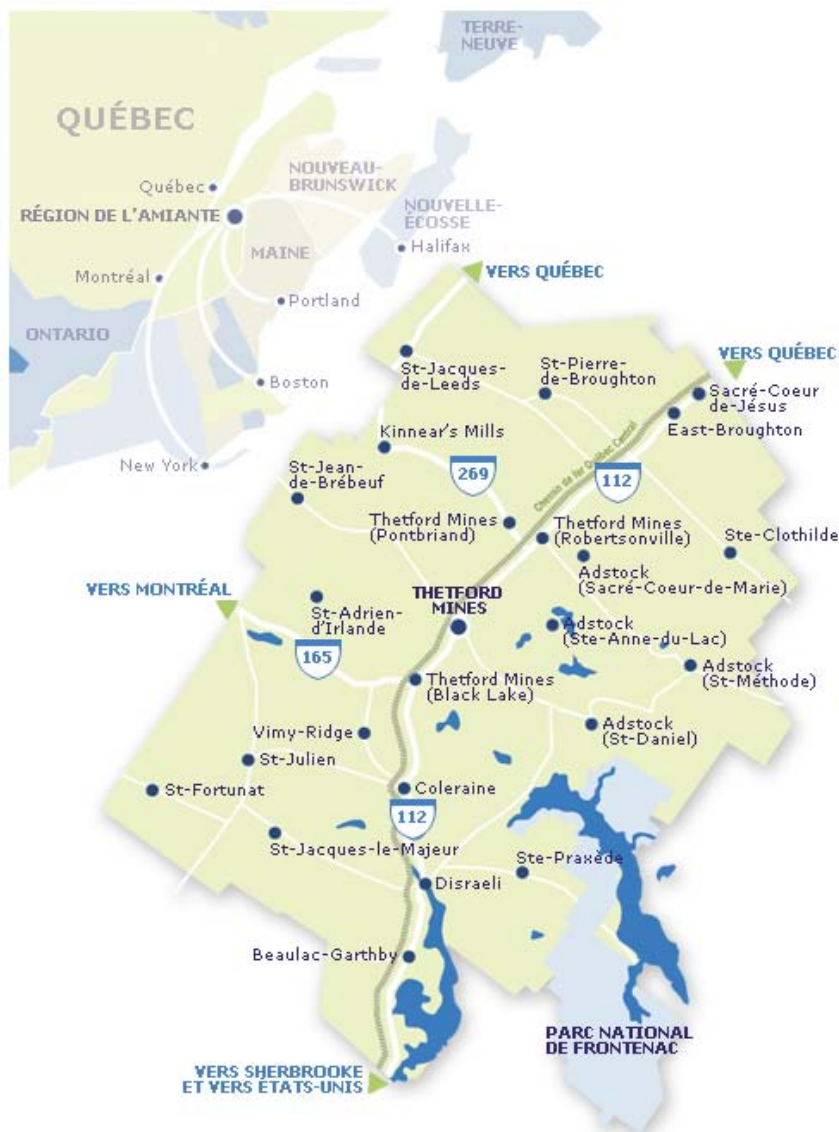 TERRE-
NEUVE
QUÉBEC
NOUVEAU-
BRUNSWICK
Québec
RÉGION DE L'AMIANTE
NOUVELLE-
ÉCOSSE
MAINE
Halifax
Montréal
Portland
ONTARIO
Boston
New York
VERS QUÉBEC
VERS QUÉBEC
St-Jacques-
de-Leeds
St-Pierre-
de-Broughton
Sacré-Coeur
de-Jésus
East-Broughton
Kinnear's Mills
Chemin de fer Québec Central
St-Jean-
de-Brébeuf
269
112
Thetford Mines
(Pontbriand)
Thetford Mines
(Robertsonville)
Ste-Clothilde
Adstock
(Sacré-Coeur-de-Marie)
VERS MONTRÉAL
THETFORD
MINES
St-Adrien-
d'Irlande
Adstock
(Ste-Anne-du-Lac)
165
Adstock
(St-Méthode)
Thetford Mines
(Black Lake)
Vimy-Ridge
Adstock
(St-Daniel)
St-Julien
St-Fortunat
Coleraine
112
St-Jacques-le-Majeur
Ste-Praxède
Disraeli
Beaulac-Garthby
PARC NATIONAL
DE FRONTENAC
VERS SHERBROOKE
ET VERS ÉTATS-UNIS